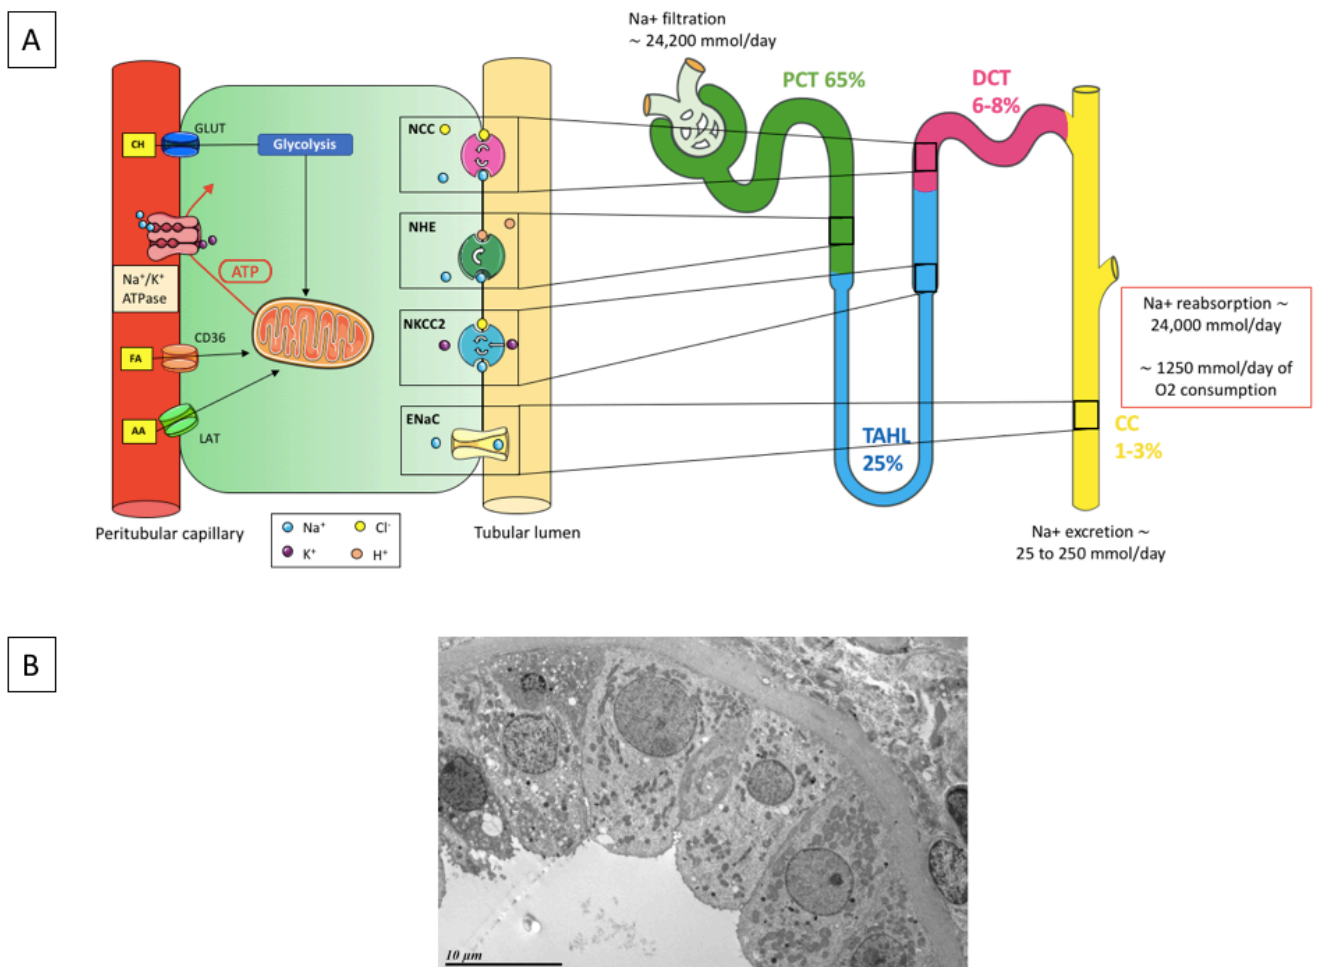 A
Na+ filtration
~ 24,200 mmol/day
PCT 65%
DCT
6-8%
CH
GLUT
Glycolysis
NCC
NHE
Na⁺/K⁺
ATPase
ATP
NKCC2
CD36
FA
AA
LAT
ENaC
Na+ reabsorption ~
24,000 mmol/day
~ 1250 mmol/day of
O2 consumption
TAHL
25%
CC
1-3%
Peritubular capillary
Na⁺
Cl⁻
K⁺
H⁺
Tubular lumen
Na+ excretion ~
25 to 250 mmol/day
B
10 µm